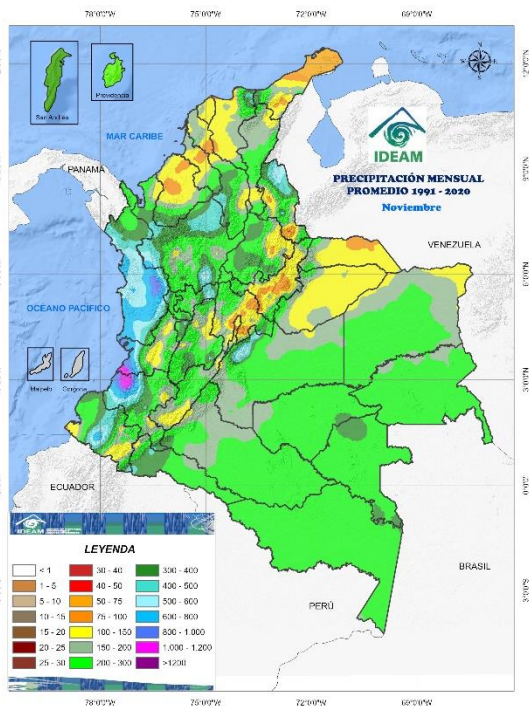 78°0'0"W 75°0'0"W 72°0'0"W 69°0'0"W
N
San Andrés
Providencia
MAR CARIBE
PANAMA
IDEAM
PRECIPITACIÓN MENSUAL
PROMEDIO 1991 - 2020
Noviembre
VENEZUELA
OCEANO PACIFICO
Malpelo
Gorgona
ECUADOR
IDEAM
BRASIL
PERÚ
LEYENDA
< 1
30 - 40
300 - 400
1 - 5
40 - 50
400 - 500
5 - 10
50 - 75
500 - 600
10 - 15
75 - 100
600 - 800
15 - 20
100 - 150
800 - 1.000
20 - 25
150 - 200
1.000 - 1.200
25 - 30
200 - 300
>1200
78°0'0"W 75°0'0"W 72°0'0"W 69°0'0"W